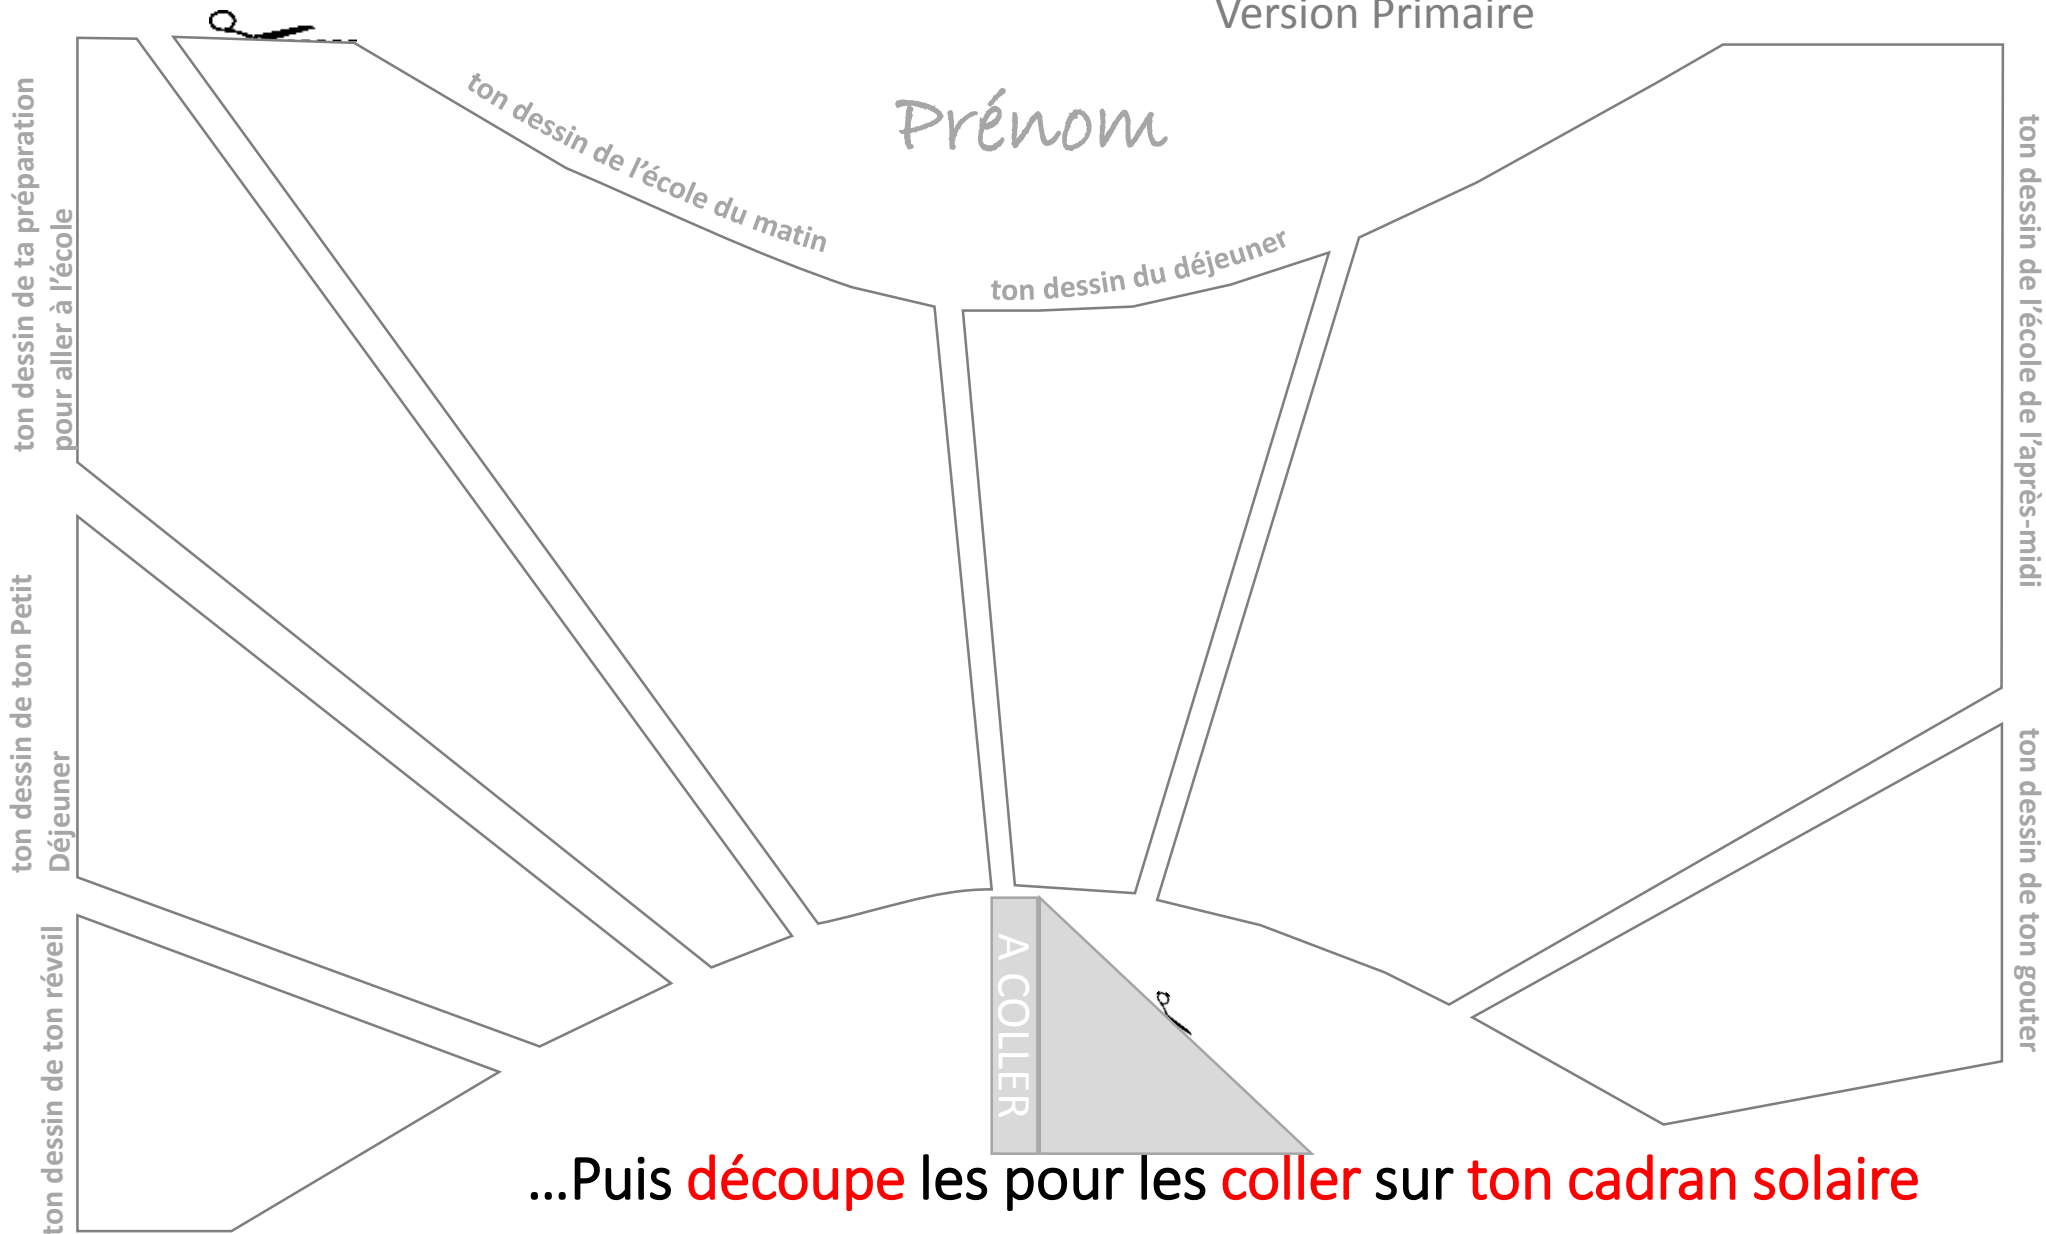 Version Primaire
Prénom
ton dessin de ta préparation
pour aller à l'école
ton dessin de l'école du matin
ton dessin du déjeuner
ton dessin de l'école de l'après-midi
ton dessin de ton Petit
Déjeuner
ton dessin de ton réveil
ton dessin de ton gouter
A COLLER
...Puis découpe les pour les coller sur ton cadran solaire